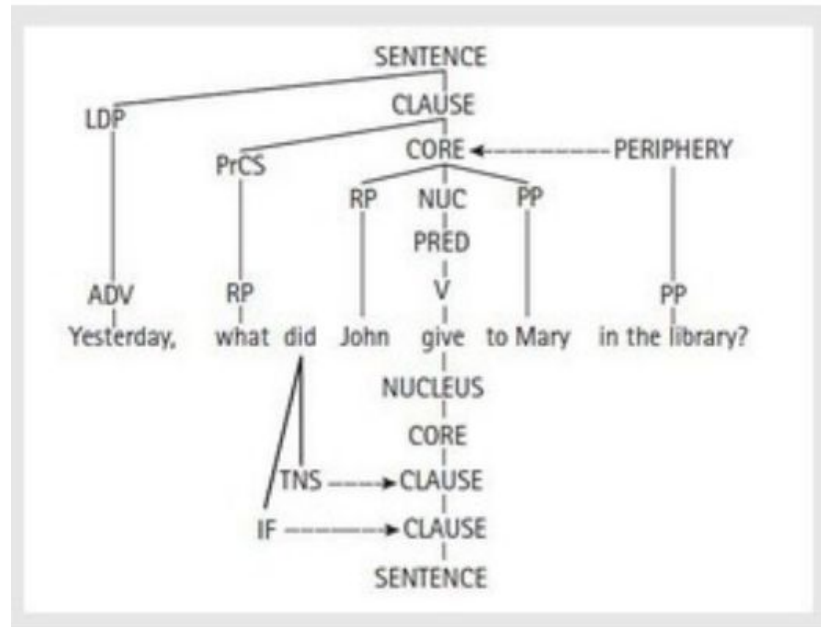 SENTENCE
LDP CLAUSE
PrCS CORE PERIPHERY
RP NUC PP
PRED
ADV RP V PP
Yesterday, what did John give to Mary in the library?
NUCLEUS
CORE
TNS CLAUSE
IF CLAUSE
SENTENCE